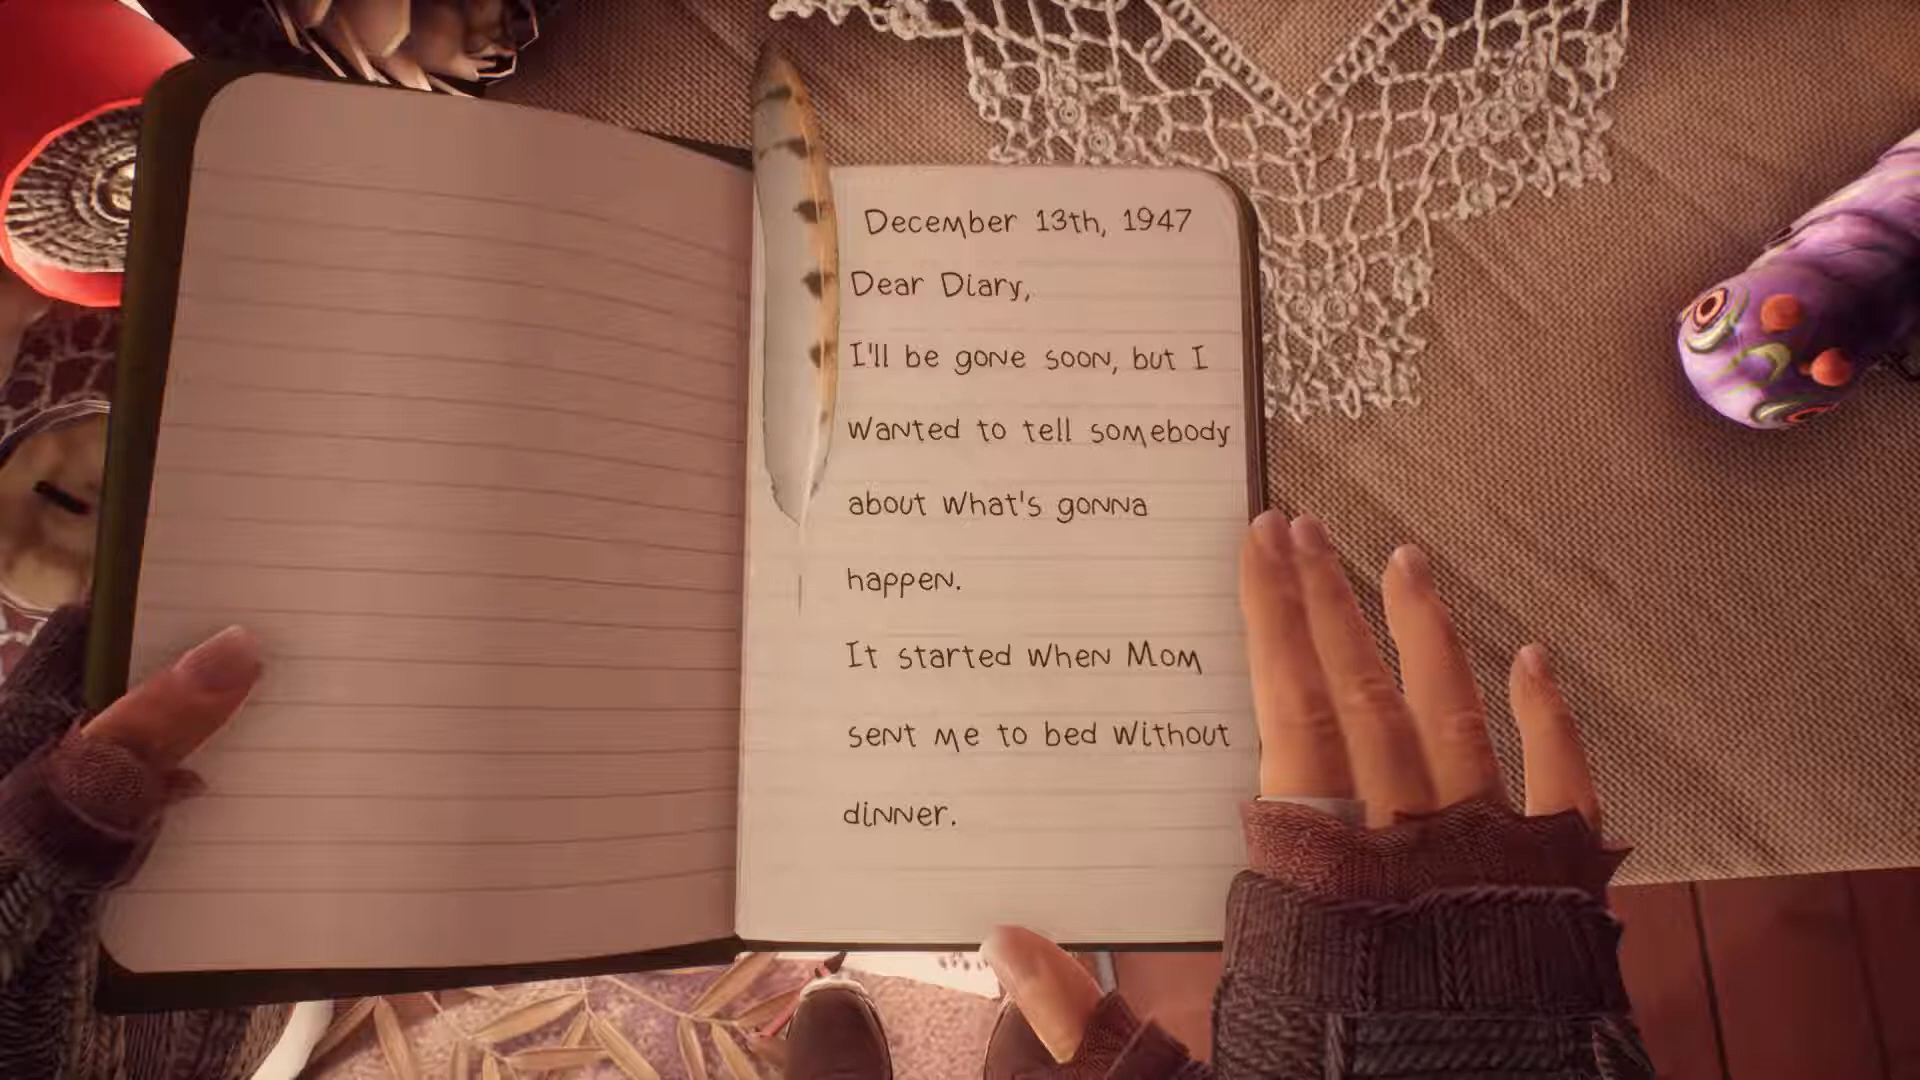 December 13th, 1947
Dear Diary,
I'll be gone soon, but I
wanted to tell somebody
about what's gonna
happen.
It started when Mom
sent me to bed without
dinner.